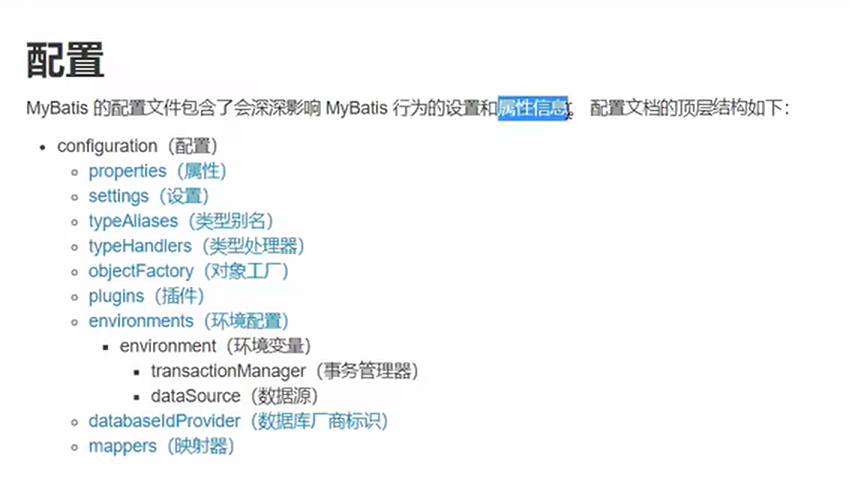 配置
MyBatis 的配置文件包含了会深深影响 MyBatis 行为的设置和属性信息。 配置文档的顶层结构如下：
configuration（配置）
properties（属性）
settings（设置）
typeAliases（类型别名）
typeHandlers（类型处理器）
objectFactory（对象工厂）
plugins（插件）
environments（环境配置）
environment（环境变量）
transactionManager（事务管理器）
dataSource（数据源）
databaseIdProvider（数据库厂商标识）
mappers（映射器）